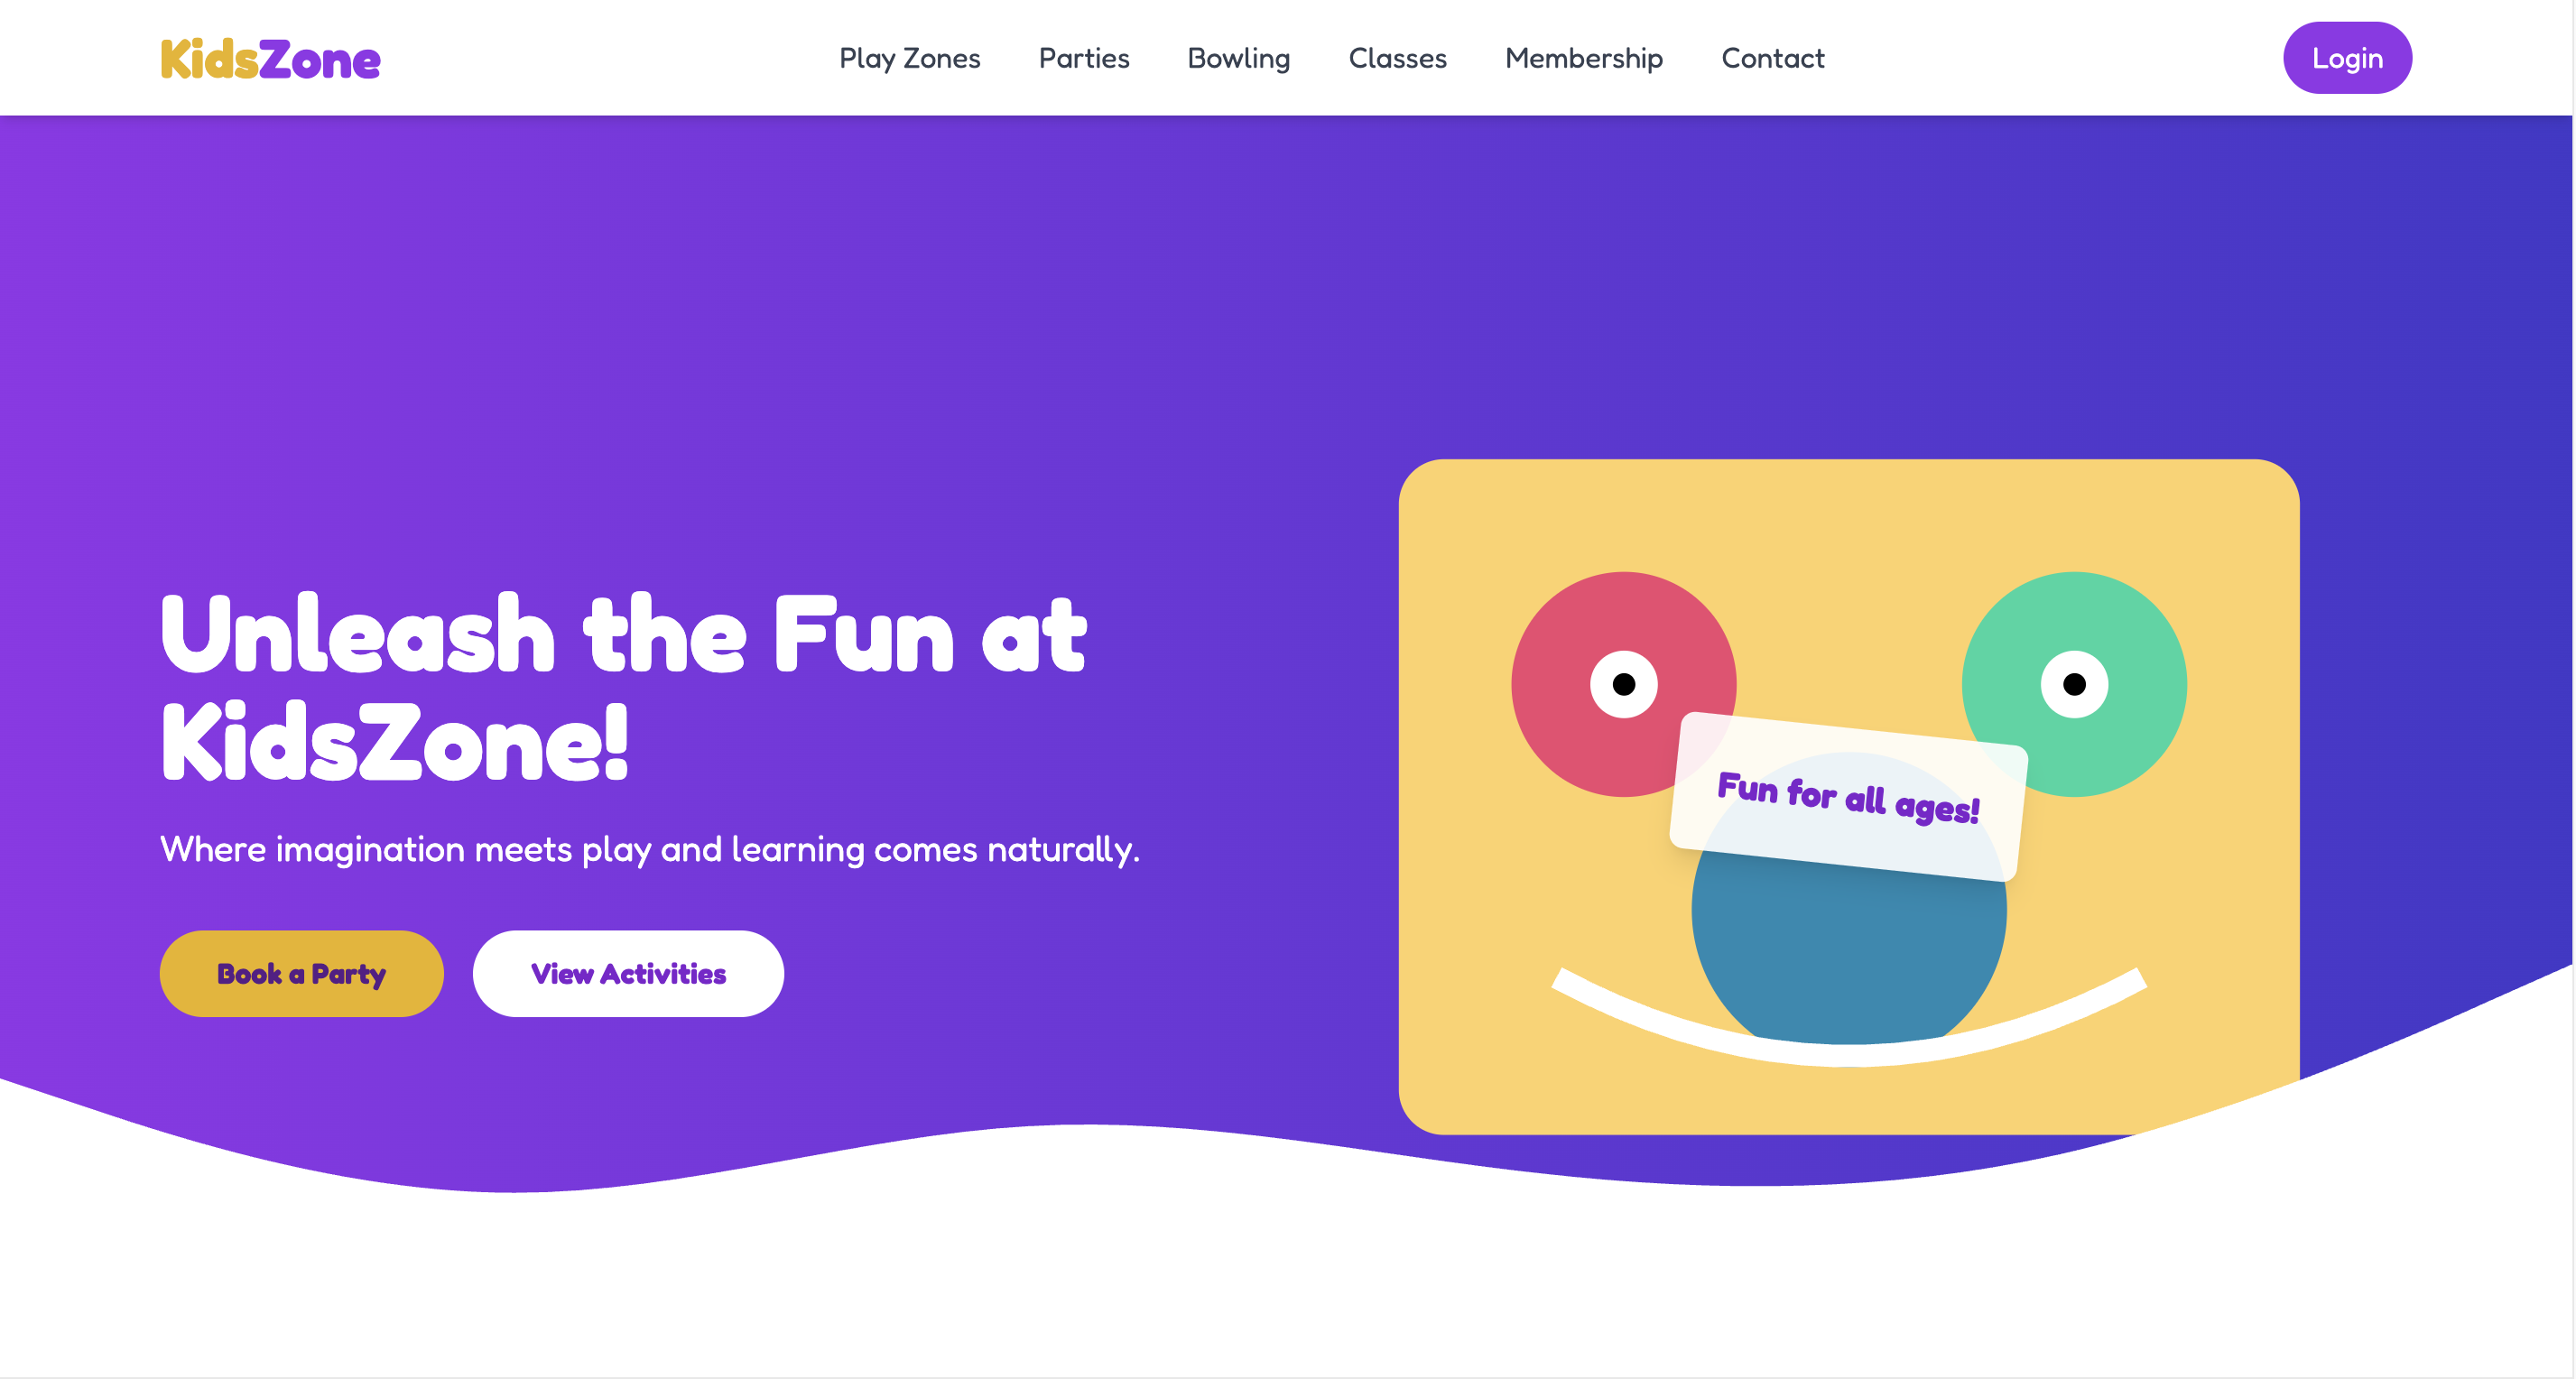 KidsZone
Play Zones
Parties
Bowling
Classes
Membership
Contact
Login
Unleash the Fun at
KidsZone!
Where imagination meets play and learning comes naturally.
Book a Party
View Activities
Fun for all ages!